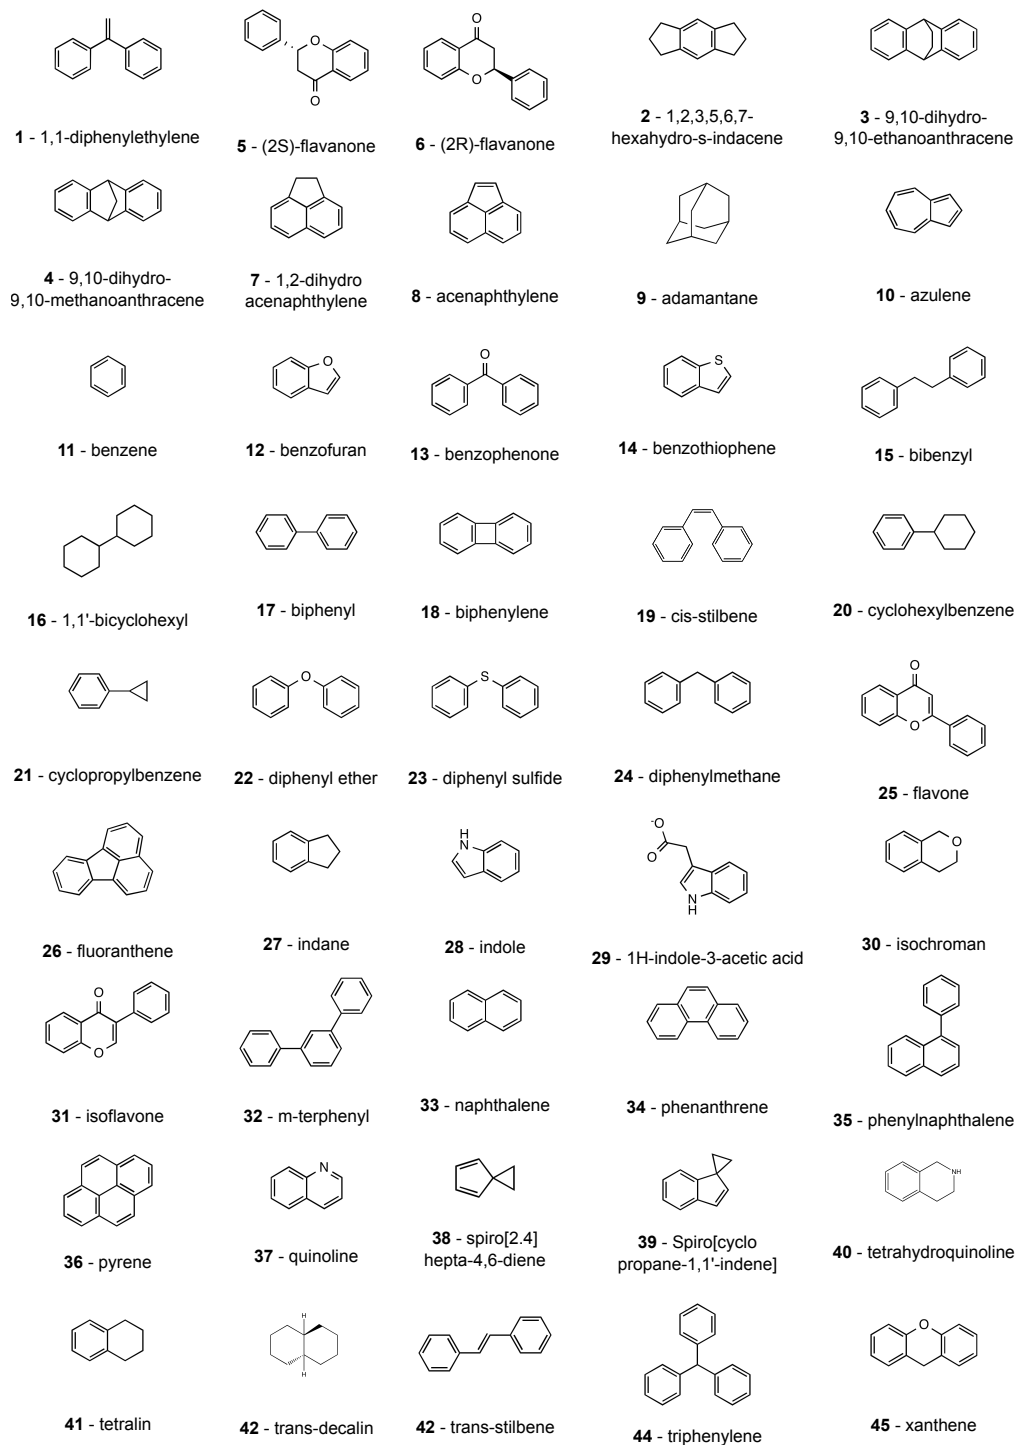 O
O
O
O
1 - 1,1-diphenylethylene
5 - (2S)-flavanone
6 - (2R)-flavanone
2 - 1,2,3,5,6,7-
hexahydro-s-indacene
3 - 9,10-dihydro-
9,10-ethanoanthracene
4 - 9,10-dihydro-
9,10-methanoanthracene
7 - 1,2-dihydro
acenaphthylene
8 - acenaphthylene
9 - adamantane
10 - azulene
O
O
S
11 - benzene
12 - benzofuran
13 - benzophenone
14 - benzothiophene
15 - bibenzyl
16 - 1,1'-bicyclohexyl
17 - biphenyl
18 - biphenylene
19 - cis-stilbene
20 - cyclohexylbenzene
O
S
O
O
21 - cyclopropylbenzene
22 - diphenyl ether
23 - diphenyl sulfide
24 - diphenylmethane
25 - flavone
H
N
-O
O
N
H
O
26 - fluoranthene
27 - indane
28 - indole
29 - 1H-indole-3-acetic acid
30 - isochroman
O
O
31 - isoflavone
32 - m-terphenyl
33 - naphthalene
34 - phenanthrene
35 - phenylnaphthalene
N
NH
36 - pyrene
37 - quinoline
38 - spiro[2.4]
hepta-4,6-diene
39 - Spiro[cyclo
propane-1,1'-indene]
40 - tetrahydroquinoline
H
H
O
41 - tetralin
42 - trans-decalin
42 - trans-stilbene
44 - triphenylene
45 - xanthene